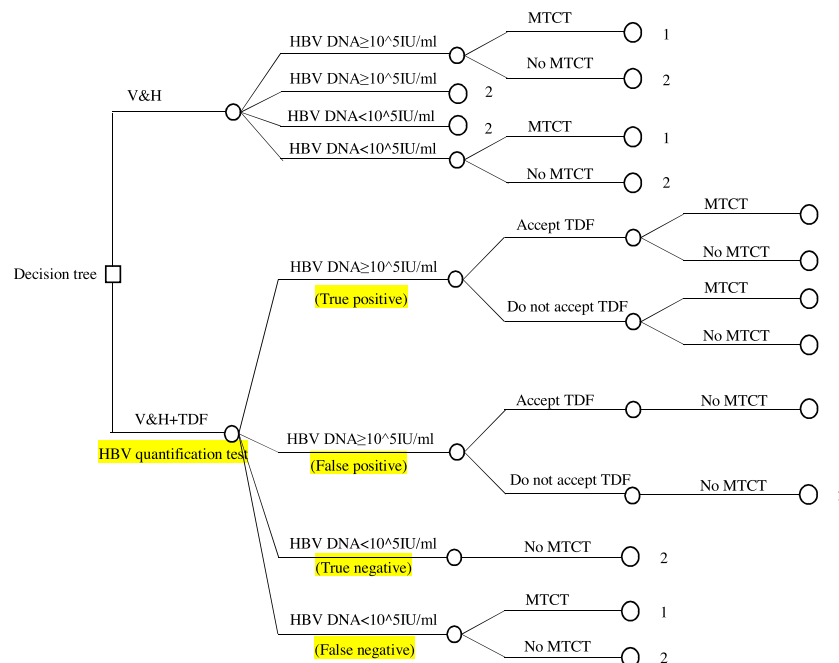 MTCT
HBV DNA≥10^5IU/ml
1
No MTCT
2
HBV DNA≥10^5IU/ml
2
V&H
HBV DNA<10^5IU/ml
2
MTCT
1
HBV DNA<10^5IU/ml
No MTCT
2
MTCT
Accept TDF
No MTCT
HBV DNA≥10^5IU/ml
(True positive)
Decision tree
MTCT
Do not accept TDF
No MTCT
Accept TDF
No MTCT
V&H+TDF
HBV quantification test
HBV DNA≥10^5IU/ml
(False positive)
Do not accept TDF
No MTCT
HBV DNA<10^5IU/ml
(True negative)
No MTCT
2
MTCT
1
HBV DNA<10^5IU/ml
(False negative)
No MTCT
2